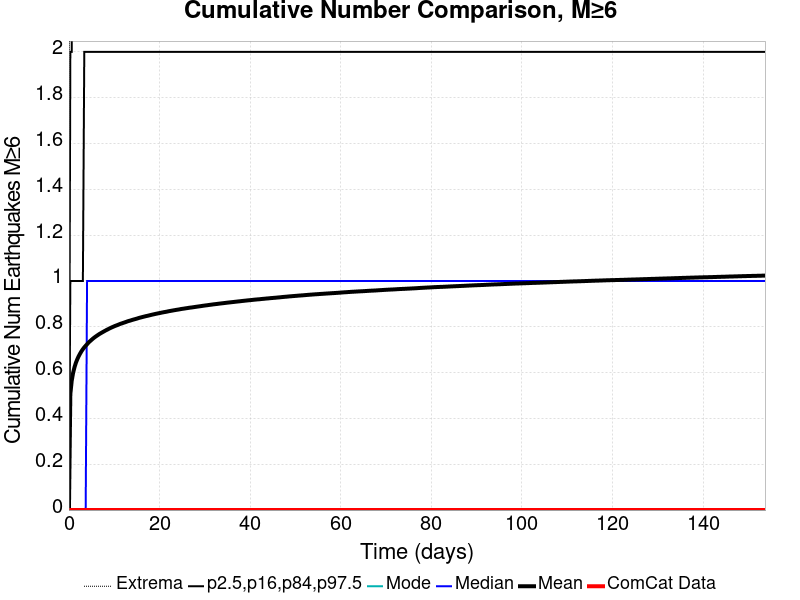 Cumulative Number Comparison, M≥6
Cumulative Num Earthquakes M≥6
2
1.8
1.6
1.4
1.2
1
0.8
0.6
0.4
0.2
0
0 20 40 60 80 100 120 140
Time (days)
Extrema p2.5,p16,p84,p97.5 Mode Median Mean ComCat Data